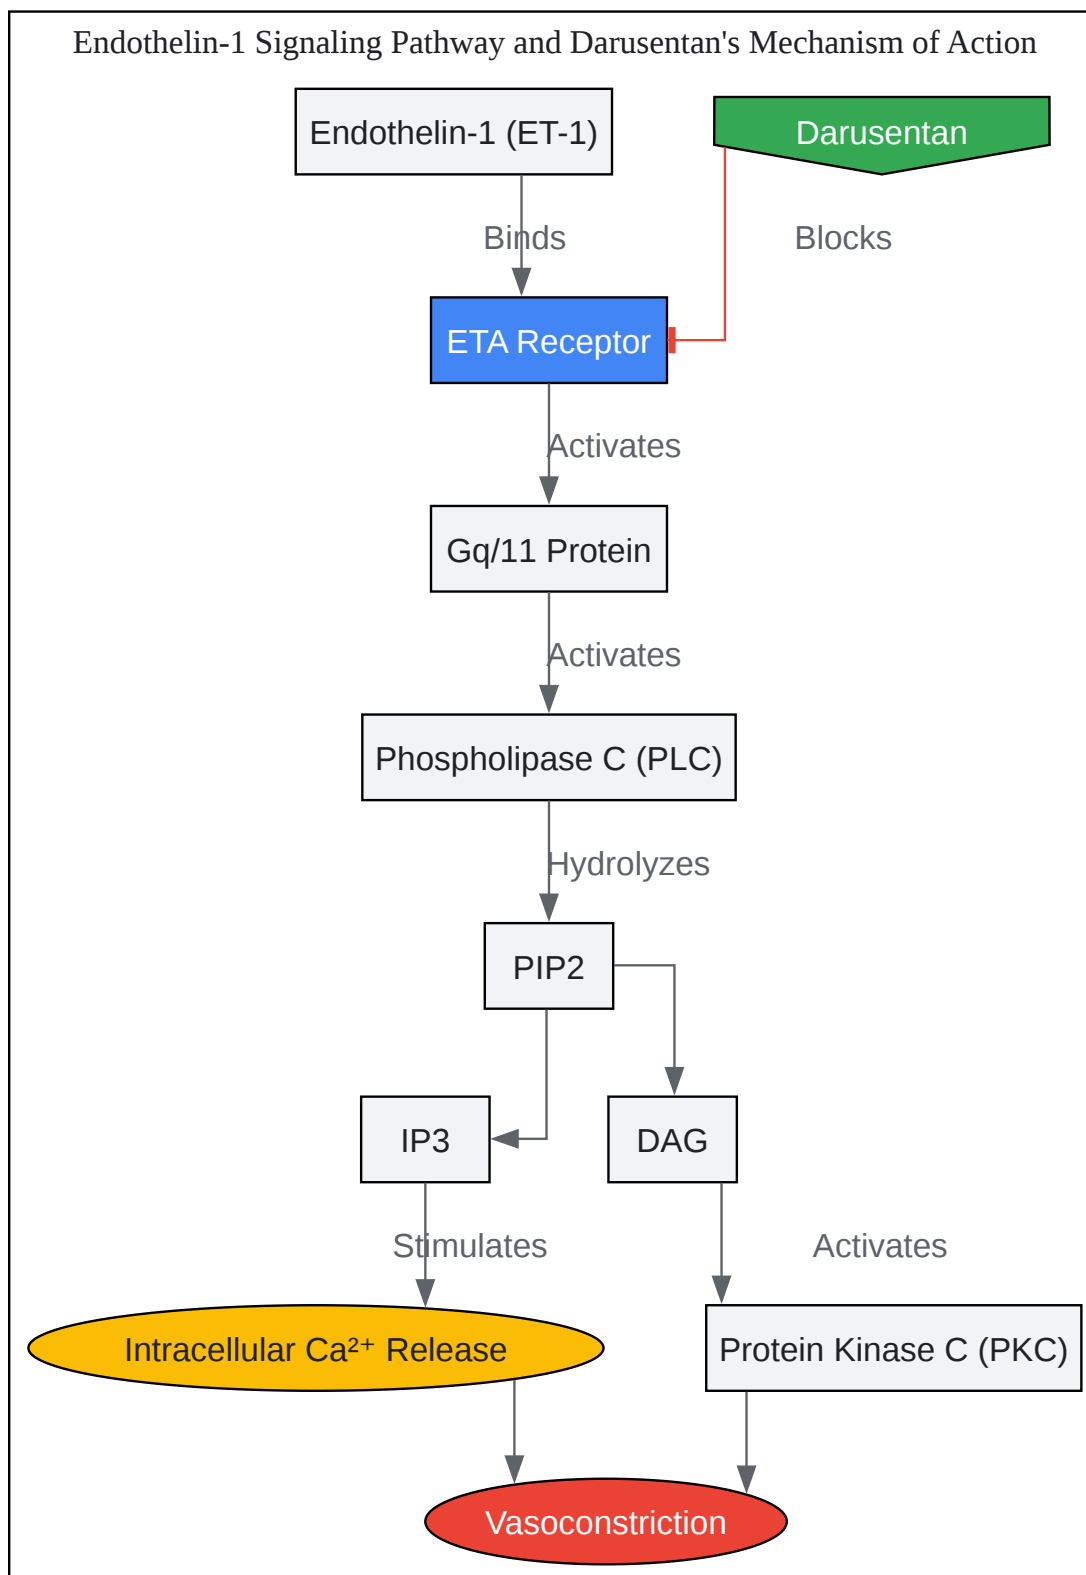 Endothelin-1 Signaling Pathway and Darusentan's Mechanism of Action
Endothelin-1 (ET-1)
Darusentan
Binds
Blocks
ETA Receptor
Activates
Gq/11 Protein
Activates
Phospholipase C (PLC)
Hydrolyzes
PIP2
IP3
DAG
Stimulates
Activates
Intracellular Ca²⁺ Release
Protein Kinase C (PKC)
Vasoconstriction